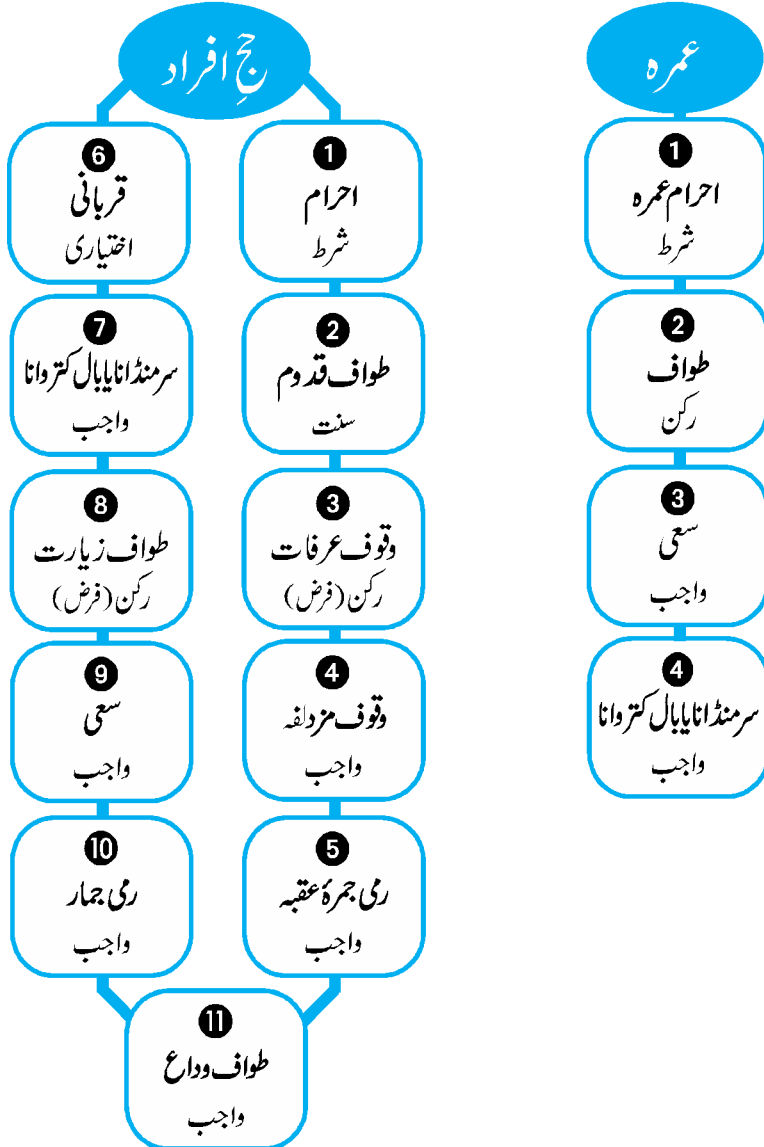 عمرہ
1
احرام عمرہ
شرط
2
طواف
رکن
3
سعی
واجب
4
سر منڈانا یا بال کتروانا
واجب
حجِ افراد
1
احرام
شرط
2
طواف قدوم
سنت
3
وقوف عرفات
رکن (فرض)
4
وقوف مزدلفہ
واجب
5
رمی جمرۂ عقبہ
واجب
6
قربانی
اختیاری
7
سر منڈانا یا بال کتروانا
واجب
8
طواف زیارت
رکن (فرض)
9
سعی
واجب
10
رمی جمار
واجب
11
طواف وداع
واجب